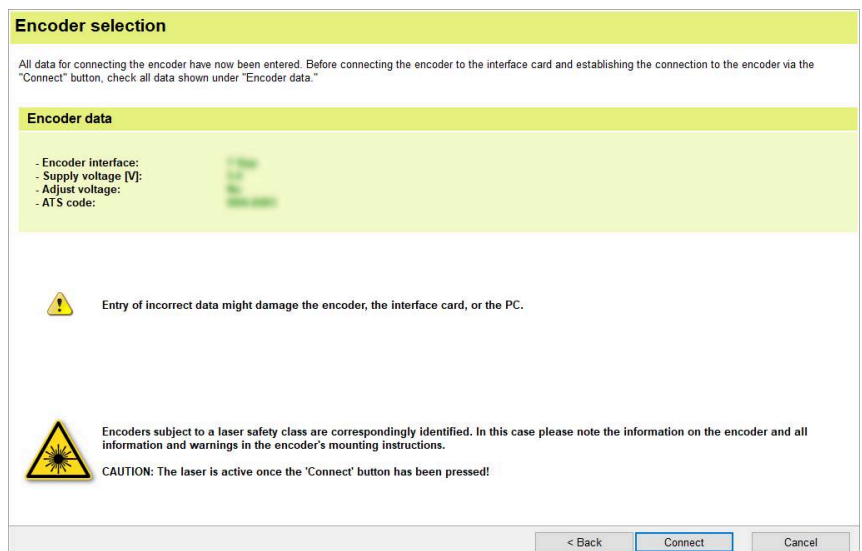 Encoder selection
All data for connecting the encoder have now been entered. Before connecting the encoder to the interface card and establishing the connection to the encoder via the
"Connect" button, check all data shown under "Encoder data."
Encoder data
- Encoder interface:
- Supply voltage [V]:
- Adjust voltage:
- ATS code:
Entry of incorrect data might damage the encoder, the interface card, or the PC.
Encoders subject to a laser safety class are correspondingly identified. In this case please note the information on the encoder and all
information and warnings in the encoder's mounting instructions.
CAUTION: The laser is active once the 'Connect' button has been pressed!
< Back Connect Cancel